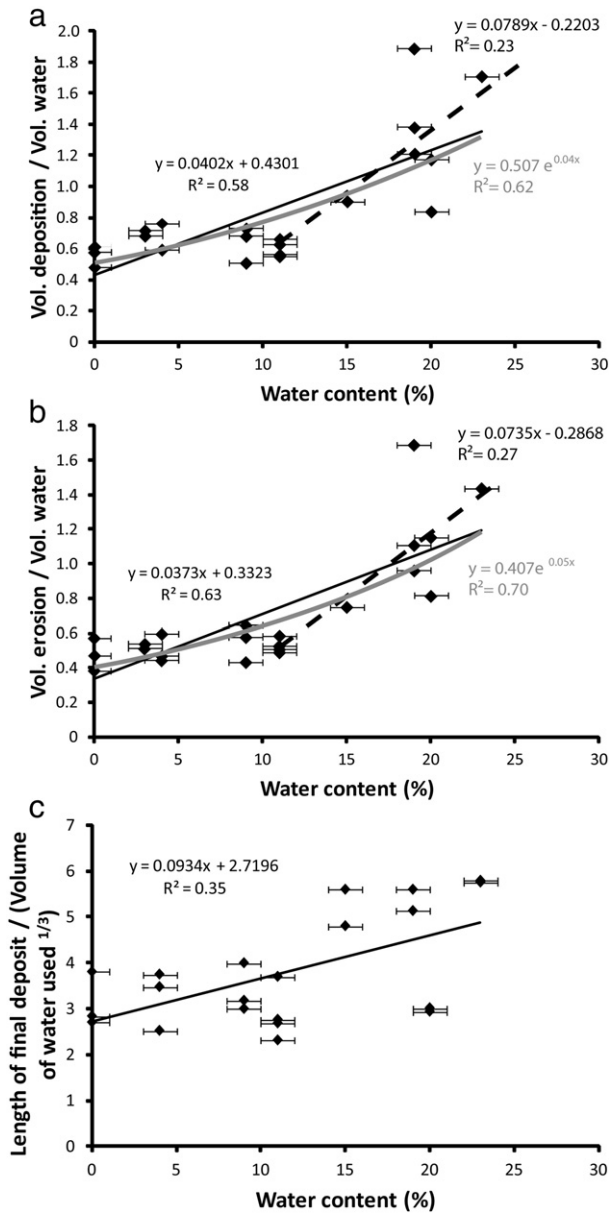 a
y = 0.0789x - 0.2203
R² = 0.23
y = 0.0402x + 0.4301
R² = 0.58
y = 0.507 e^0.04x
R² = 0.62
Vol. deposition / Vol. water
2.0
1.8
1.6
1.4
1.2
1.0
0.8
0.6
0.4
0.2
0.0
0 5 10 15 20 25 30
Water content (%)
b
y = 0.0735x - 0.2868
R² = 0.27
y = 0.0373x + 0.3323
R² = 0.63
y = 0.407e^0.05x
R² = 0.70
Vol. erosion / Vol. water
1.8
1.6
1.4
1.2
1.0
0.8
0.6
0.4
0.2
0
0 5 10 15 20 25 30
Water content (%)
c
y = 0.0934x + 2.7196
R² = 0.35
Length of final deposit / (Volume
of water used ^1/3)
7
6
5
4
3
2
1
0
0 5 10 15 20 25 30
Water content (%)